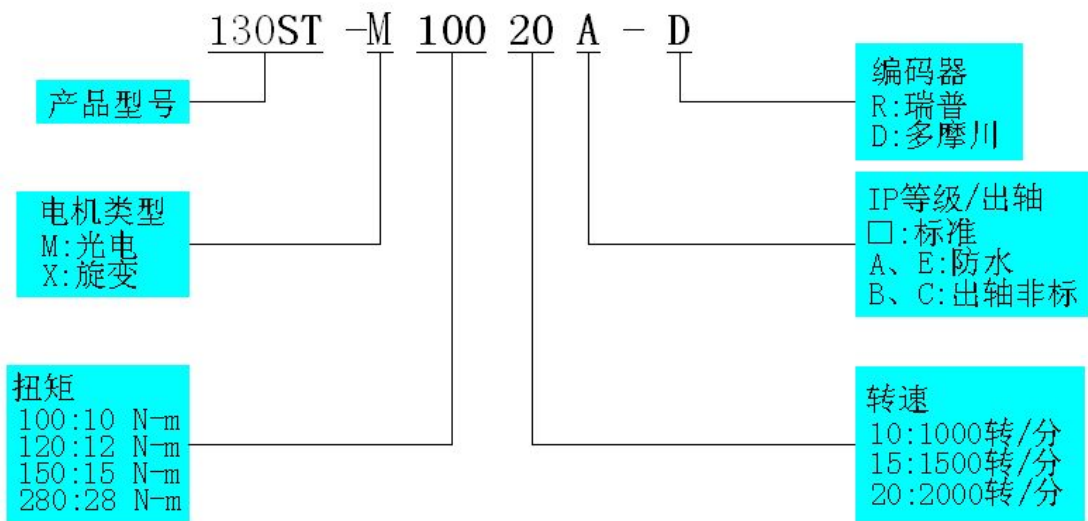 130ST -M 100 20 A - D
产品型号
编码器
R:瑞普
D:多摩川
电机类型
M:光电
X:旋变
IP等级/出轴
□:标准
A、E:防水
B、C:出轴非标
扭矩
100:10 N-m
120:12 N-m
150:15 N-m
280:28 N-m
转速
10:1000转/分
15:1500转/分
20:2000转/分